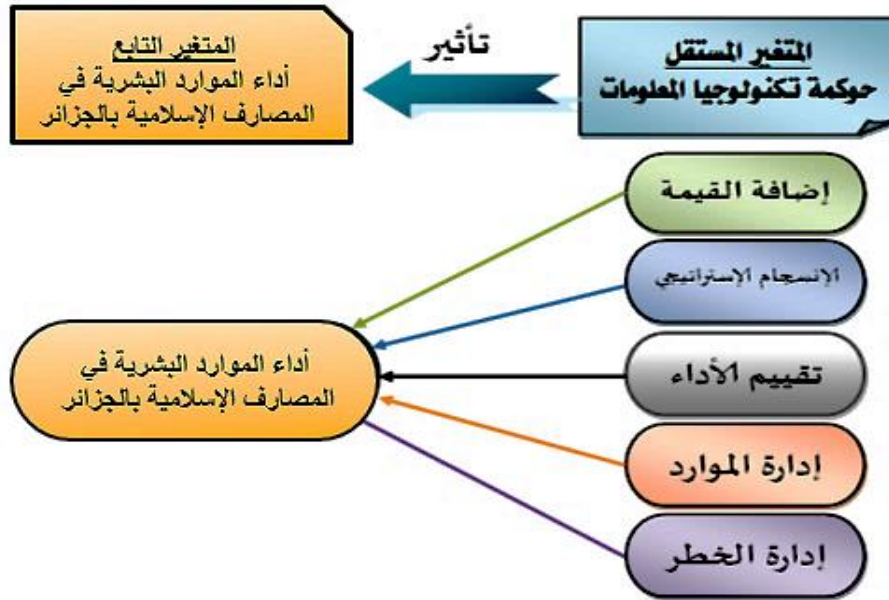 المتغير المستقل
حوكمة تكنولوجيا المعلومات
تأثير
المتغير التابع
أداء الموارد البشرية في
المصارف الإسلامية بالجزائر
إضافة القيمة
الإنسجام الإستراتيجي
تقييم الأداء
إدارة الموارد
إدارة الخطر
أداء الموارد البشرية في
المصارف الإسلامية بالجزائر